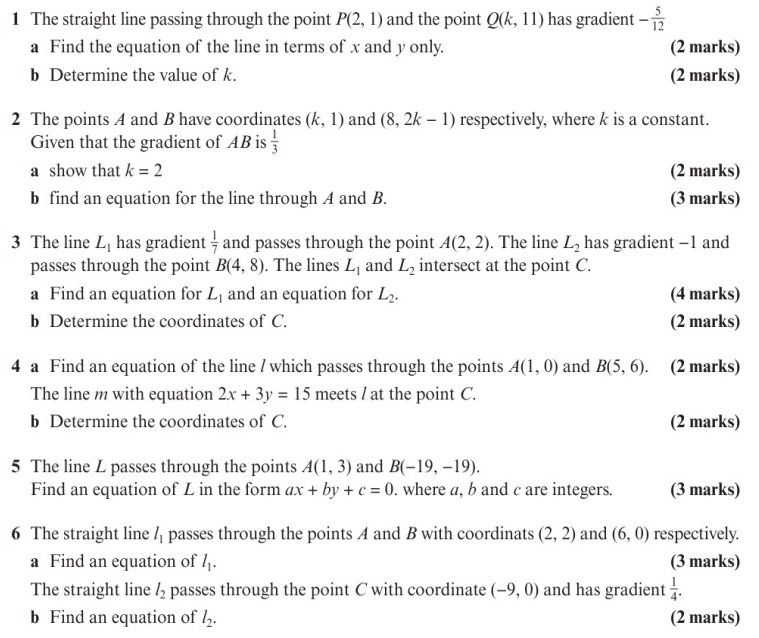 1 The straight line passing through the point P(2, 1) and the point Q(k, 11) has gradient −5/12
a Find the equation of the line in terms of x and y only. (2 marks)
b Determine the value of k. (2 marks)
2 The points A and B have coordinates (k, 1) and (8, 2k − 1) respectively, where k is a constant.
Given that the gradient of AB is 1/3
a show that k = 2 (2 marks)
b find an equation for the line through A and B. (3 marks)
3 The line L₁ has gradient 1/7 and passes through the point A(2, 2). The line L₂ has gradient −1 and
passes through the point B(4, 8). The lines L₁ and L₂ intersect at the point C.
a Find an equation for L₁ and an equation for L₂. (4 marks)
b Determine the coordinates of C. (2 marks)
4 a Find an equation of the line l which passes through the points A(1, 0) and B(5, 6). (2 marks)
The line m with equation 2x + 3y = 15 meets l at the point C.
b Determine the coordinates of C. (2 marks)
5 The line L passes through the points A(1, 3) and B(−19, −19).
Find an equation of L in the form ax + by + c = 0. where a, b and c are integers. (3 marks)
6 The straight line l₁ passes through the points A and B with coordinats (2, 2) and (6, 0) respectively.
a Find an equation of l₁. (3 marks)
The straight line l₂ passes through the point C with coordinate (−9, 0) and has gradient 1/4.
b Find an equation of l₂. (2 marks)